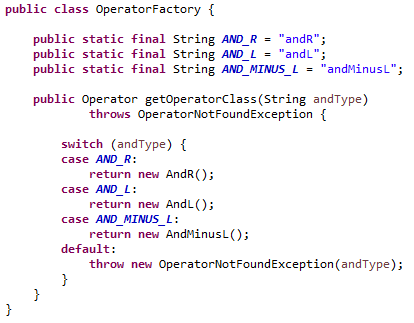 public class OperatorFactory {
public static final String AND_R = "andR";
public static final String AND_L = "andL";
public static final String AND_MINUS_L = "andMinusL";
public Operator getOperatorClass(String andType)
throws OperatorNotFoundException {
switch (andType) {
case AND_R:
return new AndR();
case AND_L:
return new AndL();
case AND_MINUS_L:
return new AndMinusL();
default:
throw new OperatorNotFoundException(andType);
}
}
}